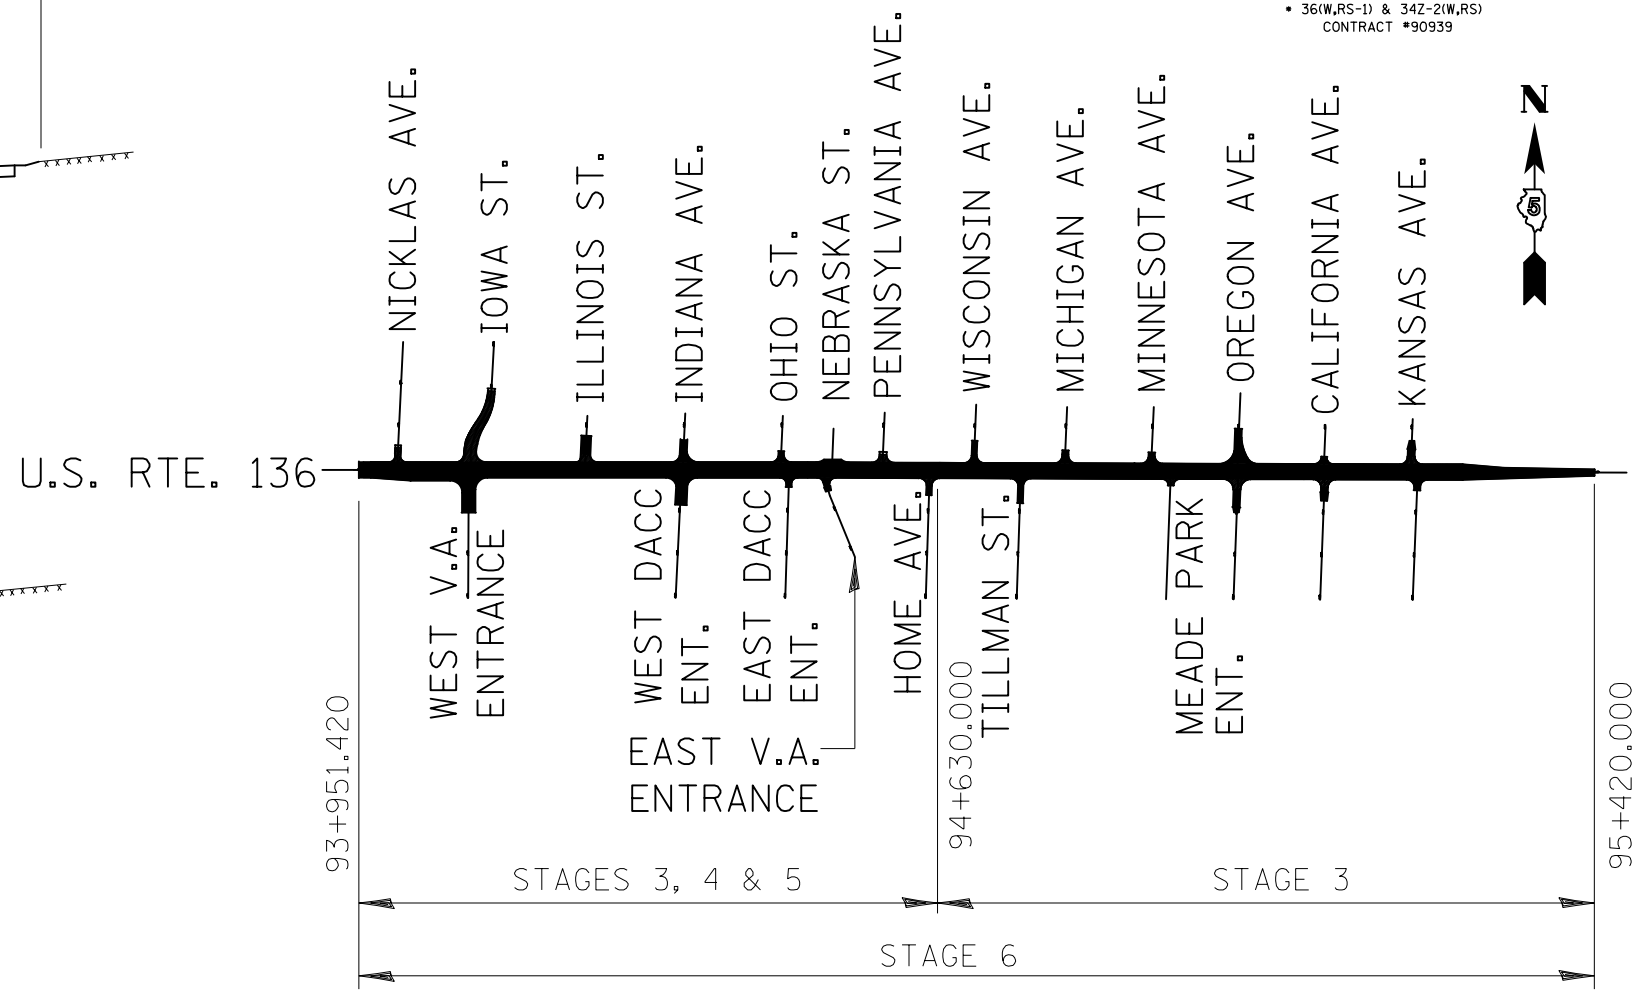 * 36(W,RS-1) & 34Z-2(W,RS)
CONTRACT #90939
N
5
NICKLAS AVE.
IOWA ST.
ILLINOIS ST.
INDIANA AVE.
OHIO ST.
NEBRASKA ST.
PENNSYLVANIA AVE.
WISCONSIN AVE.
MICHIGAN AVE.
MINNESOTA AVE.
OREGON AVE.
CALIFORNIA AVE.
KANSAS AVE.
U.S. RTE. 136
WEST V.A.
ENTRANCE
WEST DACC
ENT.
EAST DACC
ENT.
EAST V.A.
ENTRANCE
HOME AVE.
TILLMAN ST.
MEADE PARK
ENT.
93+951.420
94+630.000
95+420.000
STAGES 3, 4 & 5
STAGE 3
STAGE 6